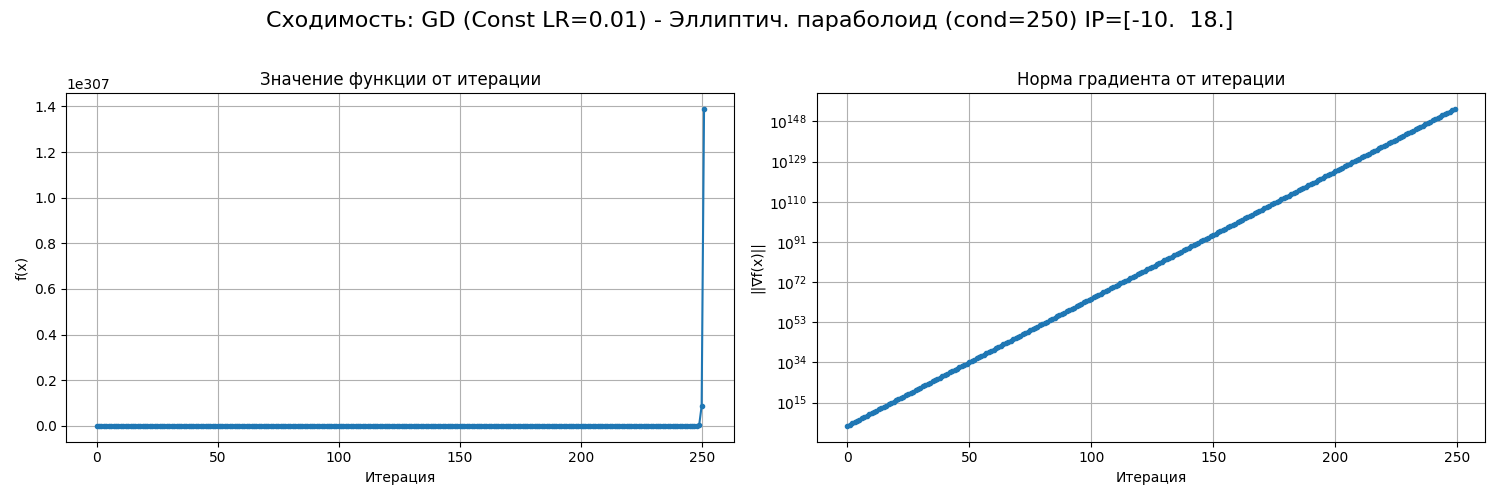 Сходимость: GD (Const LR=0.01) - Эллиптич. параболоид (cond=250) IP=[-10.  18.]
Значение функции от итерации
1e307
1.4
1.2
1.0
0.8
0.6
0.4
0.2
0.0
f(x)
0 50 100 150 200 250
Итерация
Норма градиента от итерации
10^148
10^129
10^110
10^91
10^72
10^53
10^34
10^15
||∇f(x)||
0 50 100 150 200 250
Итерация